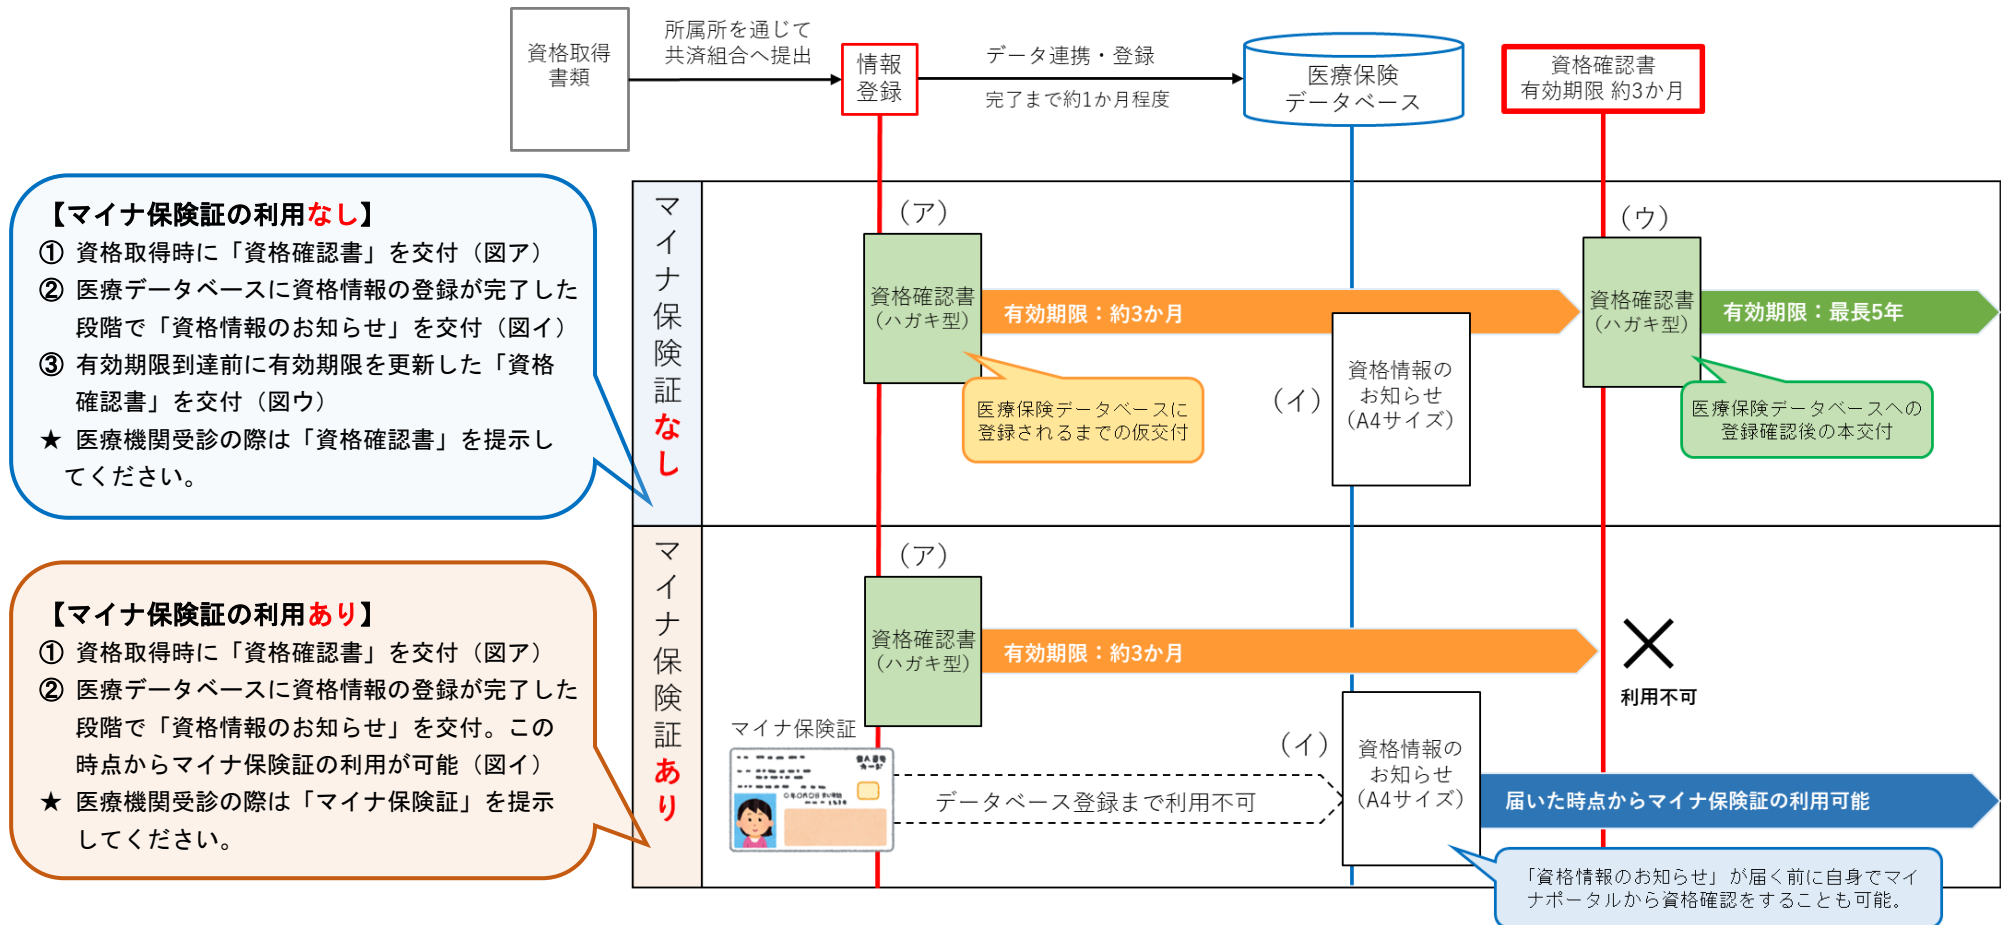 資格取得
書類
所属所を通じて
共済組合へ提出
情報
登録
データ連携・登録
完了まで約1か月程度
医療保険
データベース
資格確認書
有効期限 約3か月
【マイナ保険証の利用なし】
① 資格取得時に「資格確認書」を交付（図ア）
② 医療データベースに資格情報の登録が完了した
段階で「資格情報のお知らせ」を交付（図イ）
③ 有効期限到達前に有効期限を更新した「資格
確認書」を交付（図ウ）
★ 医療機関受診の際は「資格確認書」を提示し
てください。
マイナ保険証なし
（ア）
資格確認書
（ハガキ型）
有効期限：約3か月
医療保険データベースに
登録されるまでの仮交付
（イ）
資格情報の
お知らせ
（A4サイズ）
（ウ）
資格確認書
（ハガキ型）
有効期限：最長5年
医療保険データベースへの
登録確認後の本交付
【マイナ保険証の利用あり】
① 資格取得時に「資格確認書」を交付（図ア）
② 医療データベースに資格情報の登録が完了した
段階で「資格情報のお知らせ」を交付。この
時点からマイナ保険証の利用が可能（図イ）
★ 医療機関受診の際は「マイナ保険証」を提示
してください。
マイナ保険証あり
（ア）
資格確認書
（ハガキ型）
有効期限：約3か月
利用不可
マイナ保険証
個人番号
カード
データベース登録まで利用不可
（イ）
資格情報の
お知らせ
（A4サイズ）
届いた時点からマイナ保険証の利用可能
「資格情報のお知らせ」が届く前に自身でマイ
ナポータルから資格確認をすることも可能。